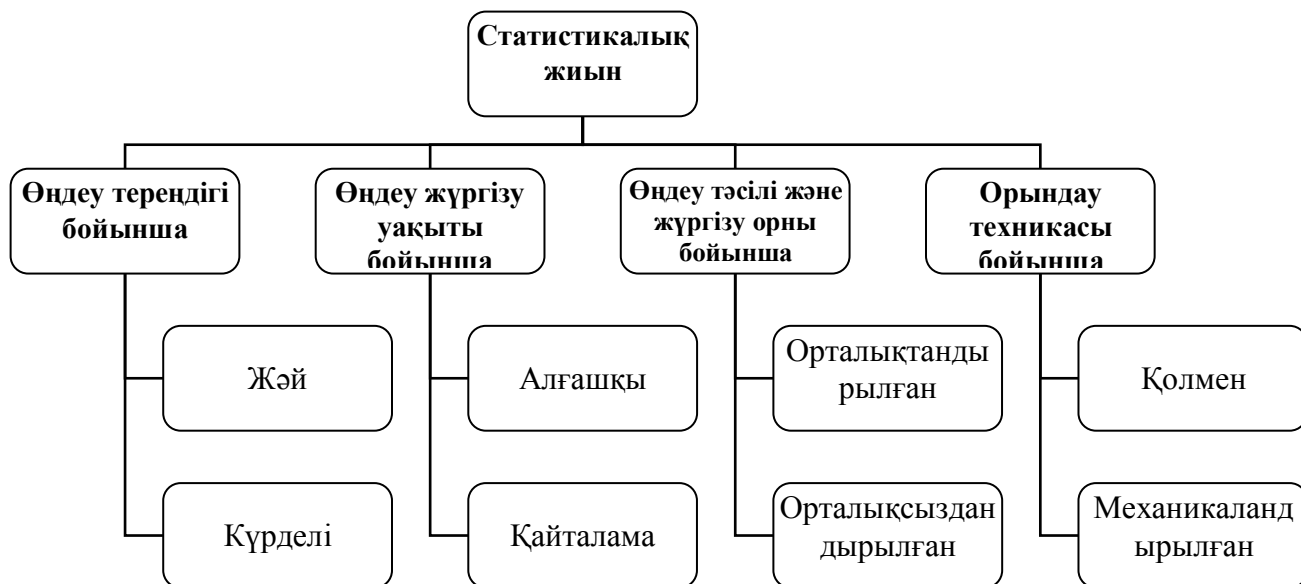 Статистикалық
жиын
Өңдеу тереңдігі
бойынша
Өңдеу жүргізу
уақыты
бойынша
Өңдеу тәсілі және
жүргізу орны
бойынша
Орындау
техникасы
бойынша
Жәй
Алғашқы
Орталықтанды
рылған
Қолмен
Күрделі
Қайталама
Орталықсыздан
дырылған
Механикаланд
ырылған